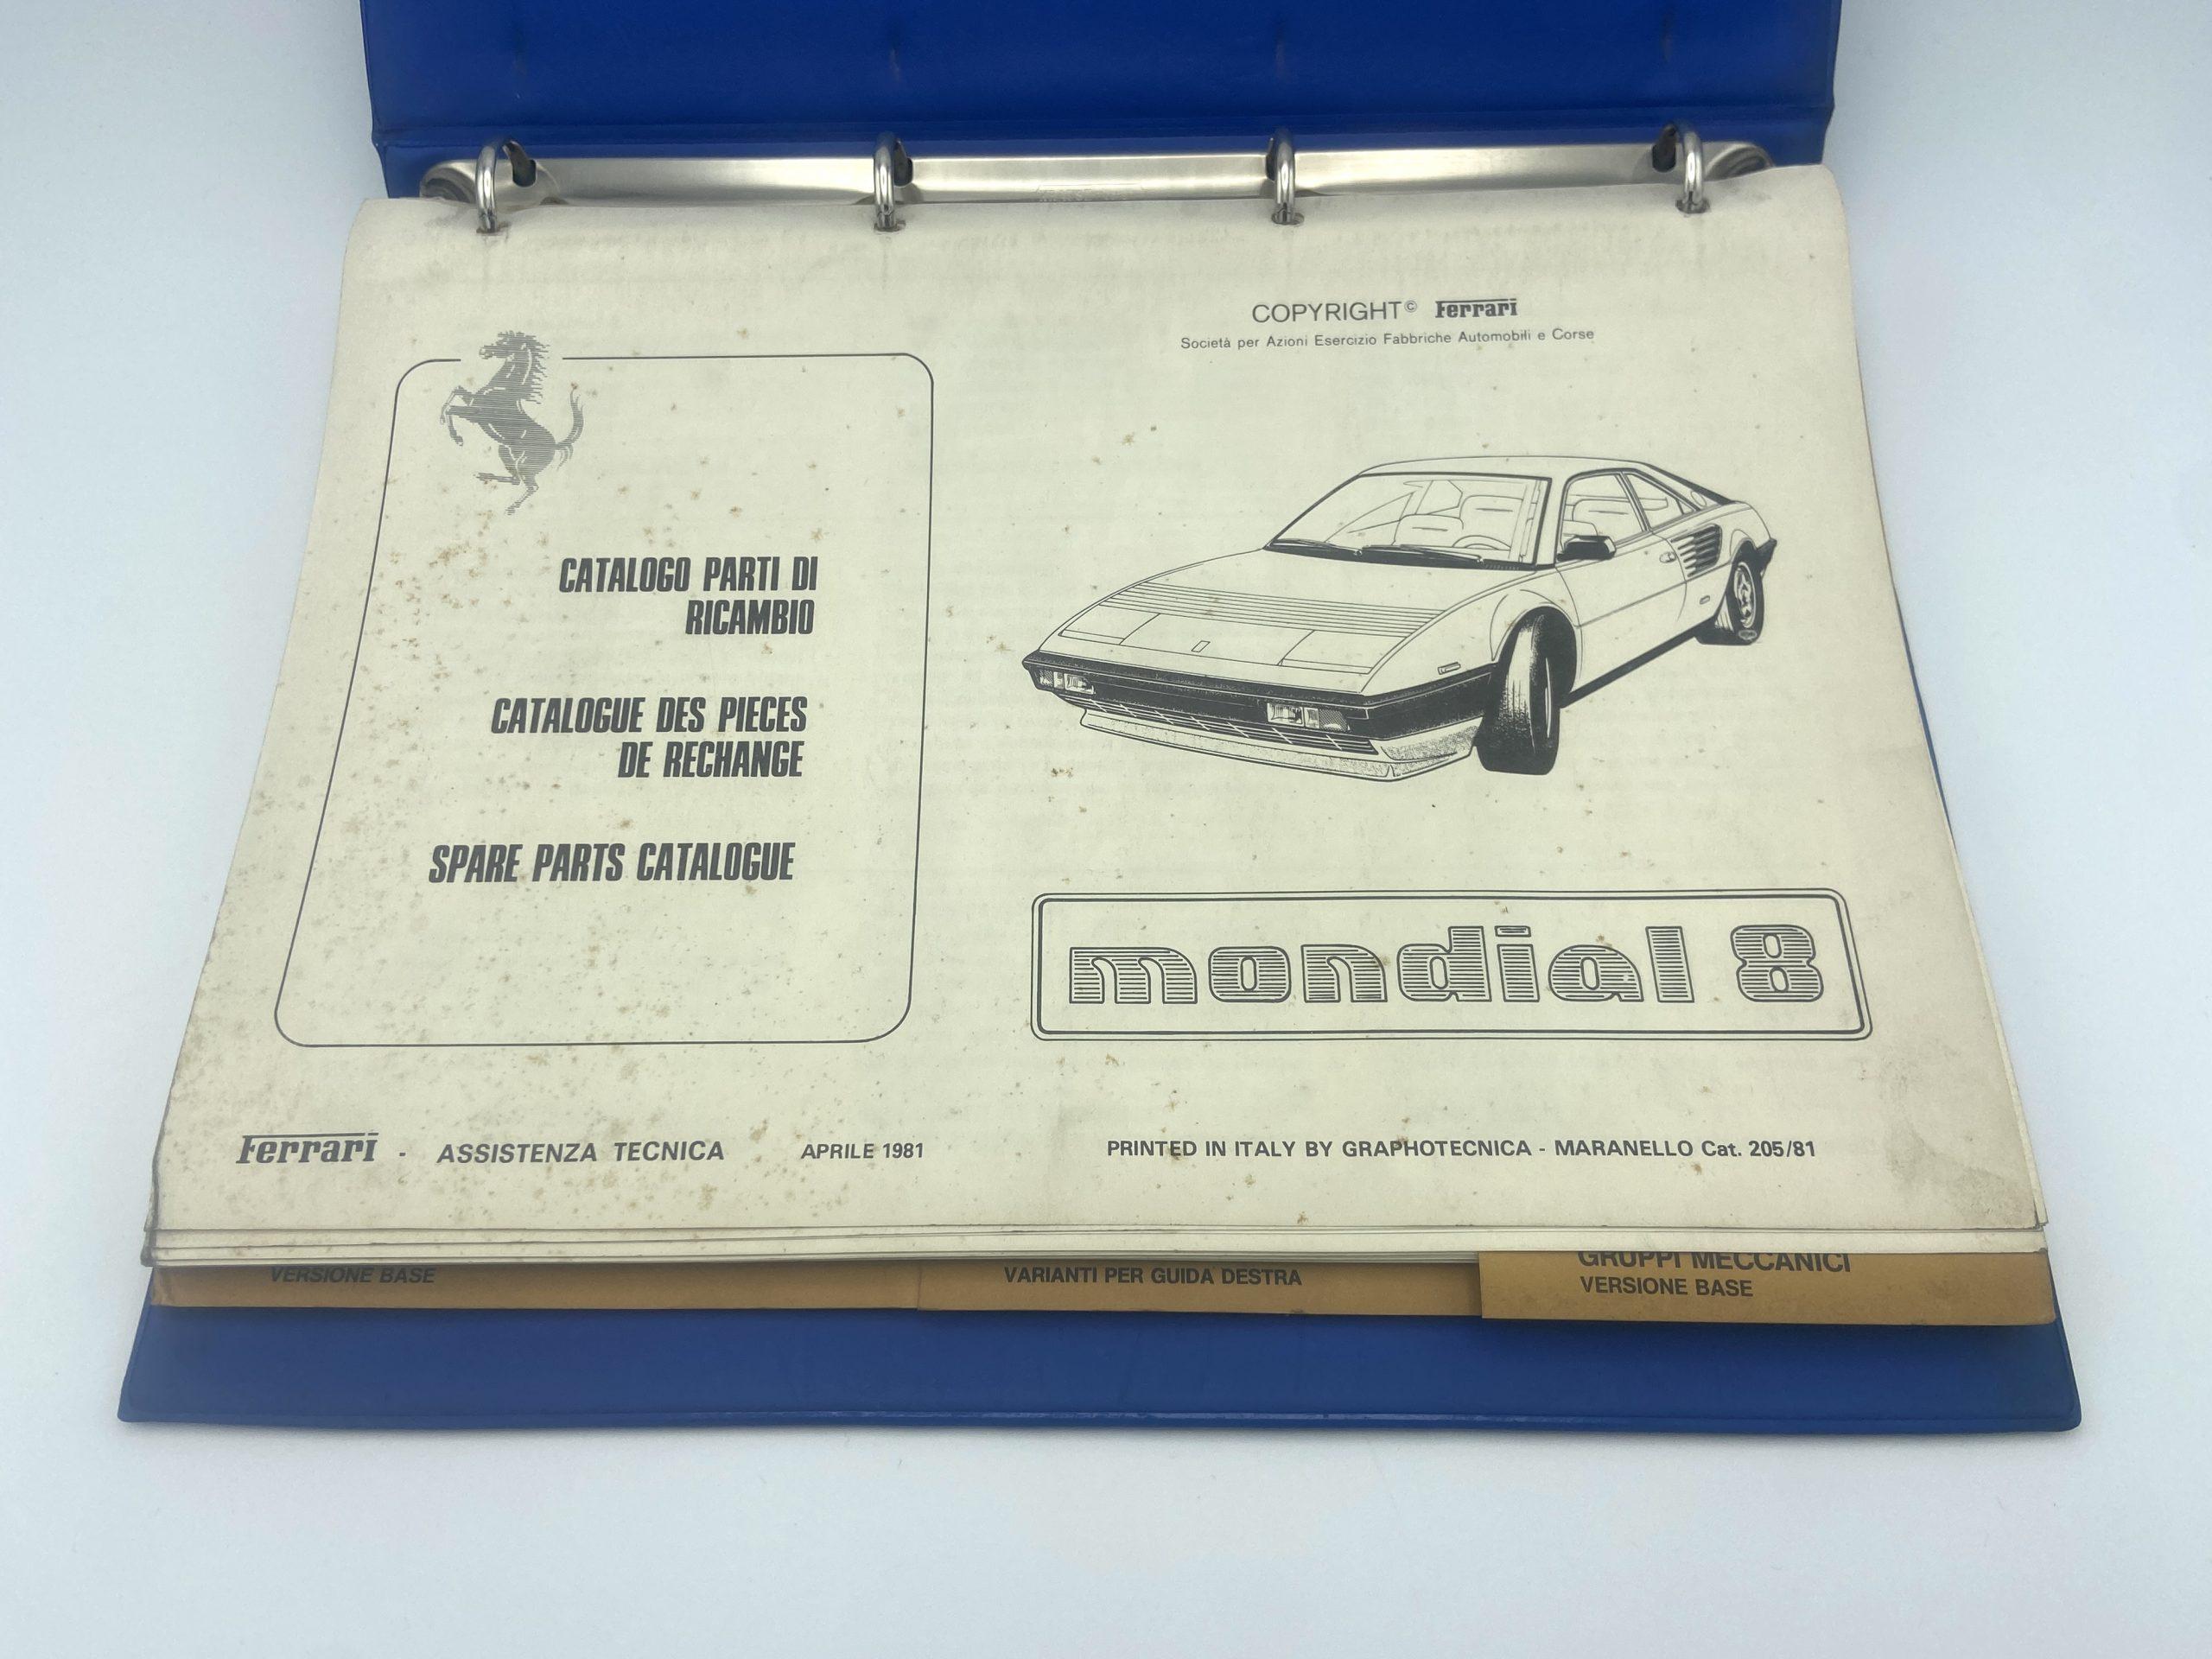 COPYRIGHT© Ferrari
Società per Azioni Esercizio Fabbriche Automobili e Corse
CATALOGO PARTI DI
RICAMBIO
CATALOGUE DES PIECES
DE RECHANGE
SPARE PARTS CATALOGUE
mondial 8
Ferrari - ASSISTENZA TECNICA APRILE 1981
PRINTED IN ITALY BY GRAPHOTECNICA - MARANELLO Cat. 205/81
VERSIONE BASE
VARIANTI PER GUIDA DESTRA
GRUPPI MECCANICI
VERSIONE BASE